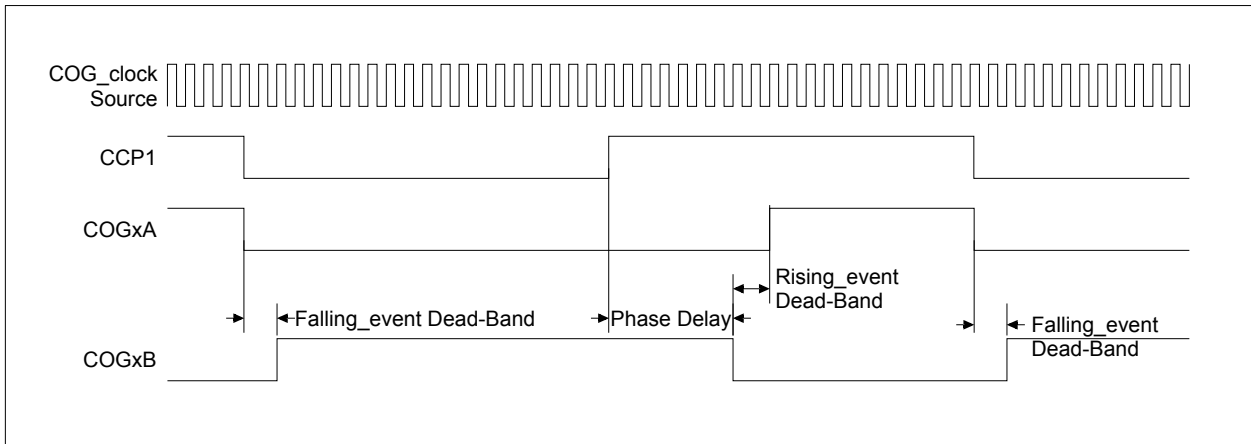 COG_clock
Source
CCP1
COGxA
Rising_event
Dead-Band
Falling_event Dead-Band
Phase Delay
Falling_event
Dead-Band
COGxB